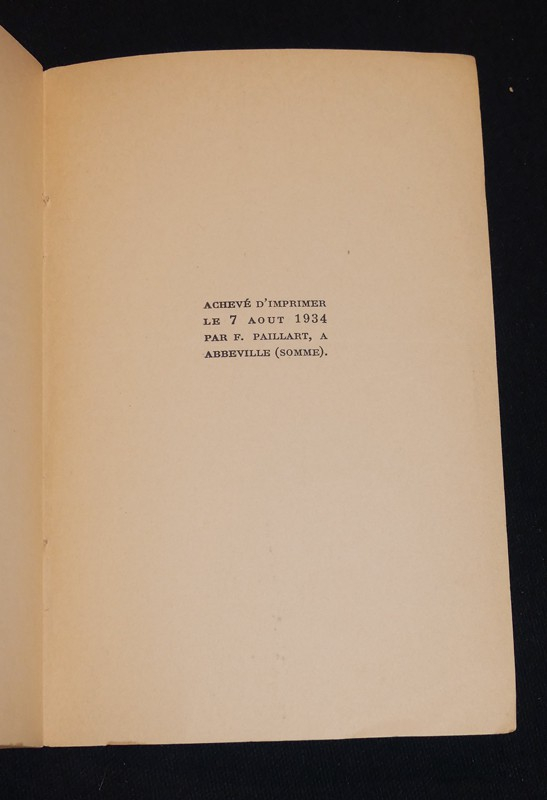 ACHEVÉ D'IMPRIMER
LE 7 AOUT 1934
PAR F. PAILLART, A
ABBEVILLE (SOMME).